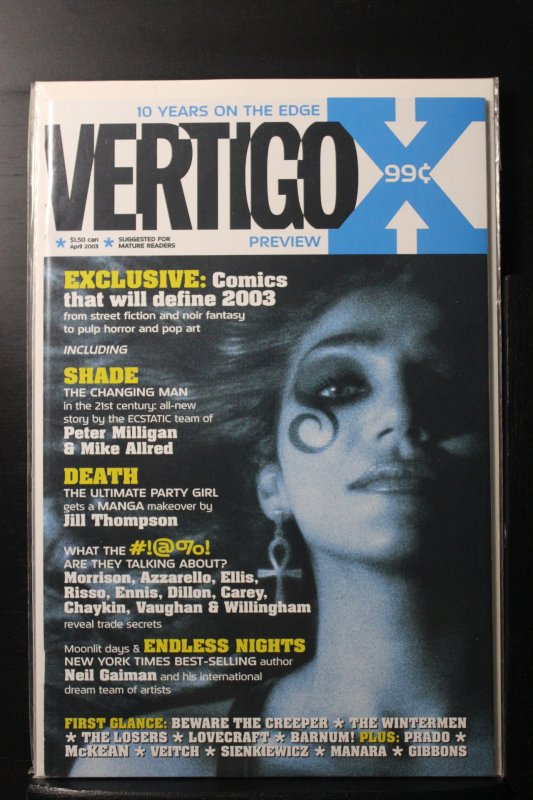 10 YEARS ON THE EDGE
VERTIGO X
99¢
* $1.50 can
April 2003
* SUGGESTED FOR
MATURE READERS
PREVIEW
EXCLUSIVE: Comics
that will define 2003
from street fiction and noir fantasy
to pulp horror and pop art
INCLUDING
SHADE
THE CHANGING MAN
in the 21st century: all-new
story by the ECSTATIC team of
Peter Milligan
& Mike Allred
DEATH
THE ULTIMATE PARTY GIRL
gets a MANGA makeover by
Jill Thompson
WHAT THE #!@%!
ARE THEY TALKING ABOUT?
Morrison, Azzarello, Ellis,
Risso, Ennis, Dillon, Carey,
Chaykin, Vaughan & Willingham
reveal trade secrets
Moonlit days & ENDLESS NIGHTS
NEW YORK TIMES BEST-SELLING author
Neil Gaiman and his international
dream team of artists
FIRST GLANCE: BEWARE THE CREEPER ★ THE WINTERMEN
★ THE LOSERS ★ LOVECRAFT ★ BARNUM! PLUS: PRADO ★
McKEAN ★ VEITCH ★ SIENKIEWICZ ★ MANARA ★ GIBBONS